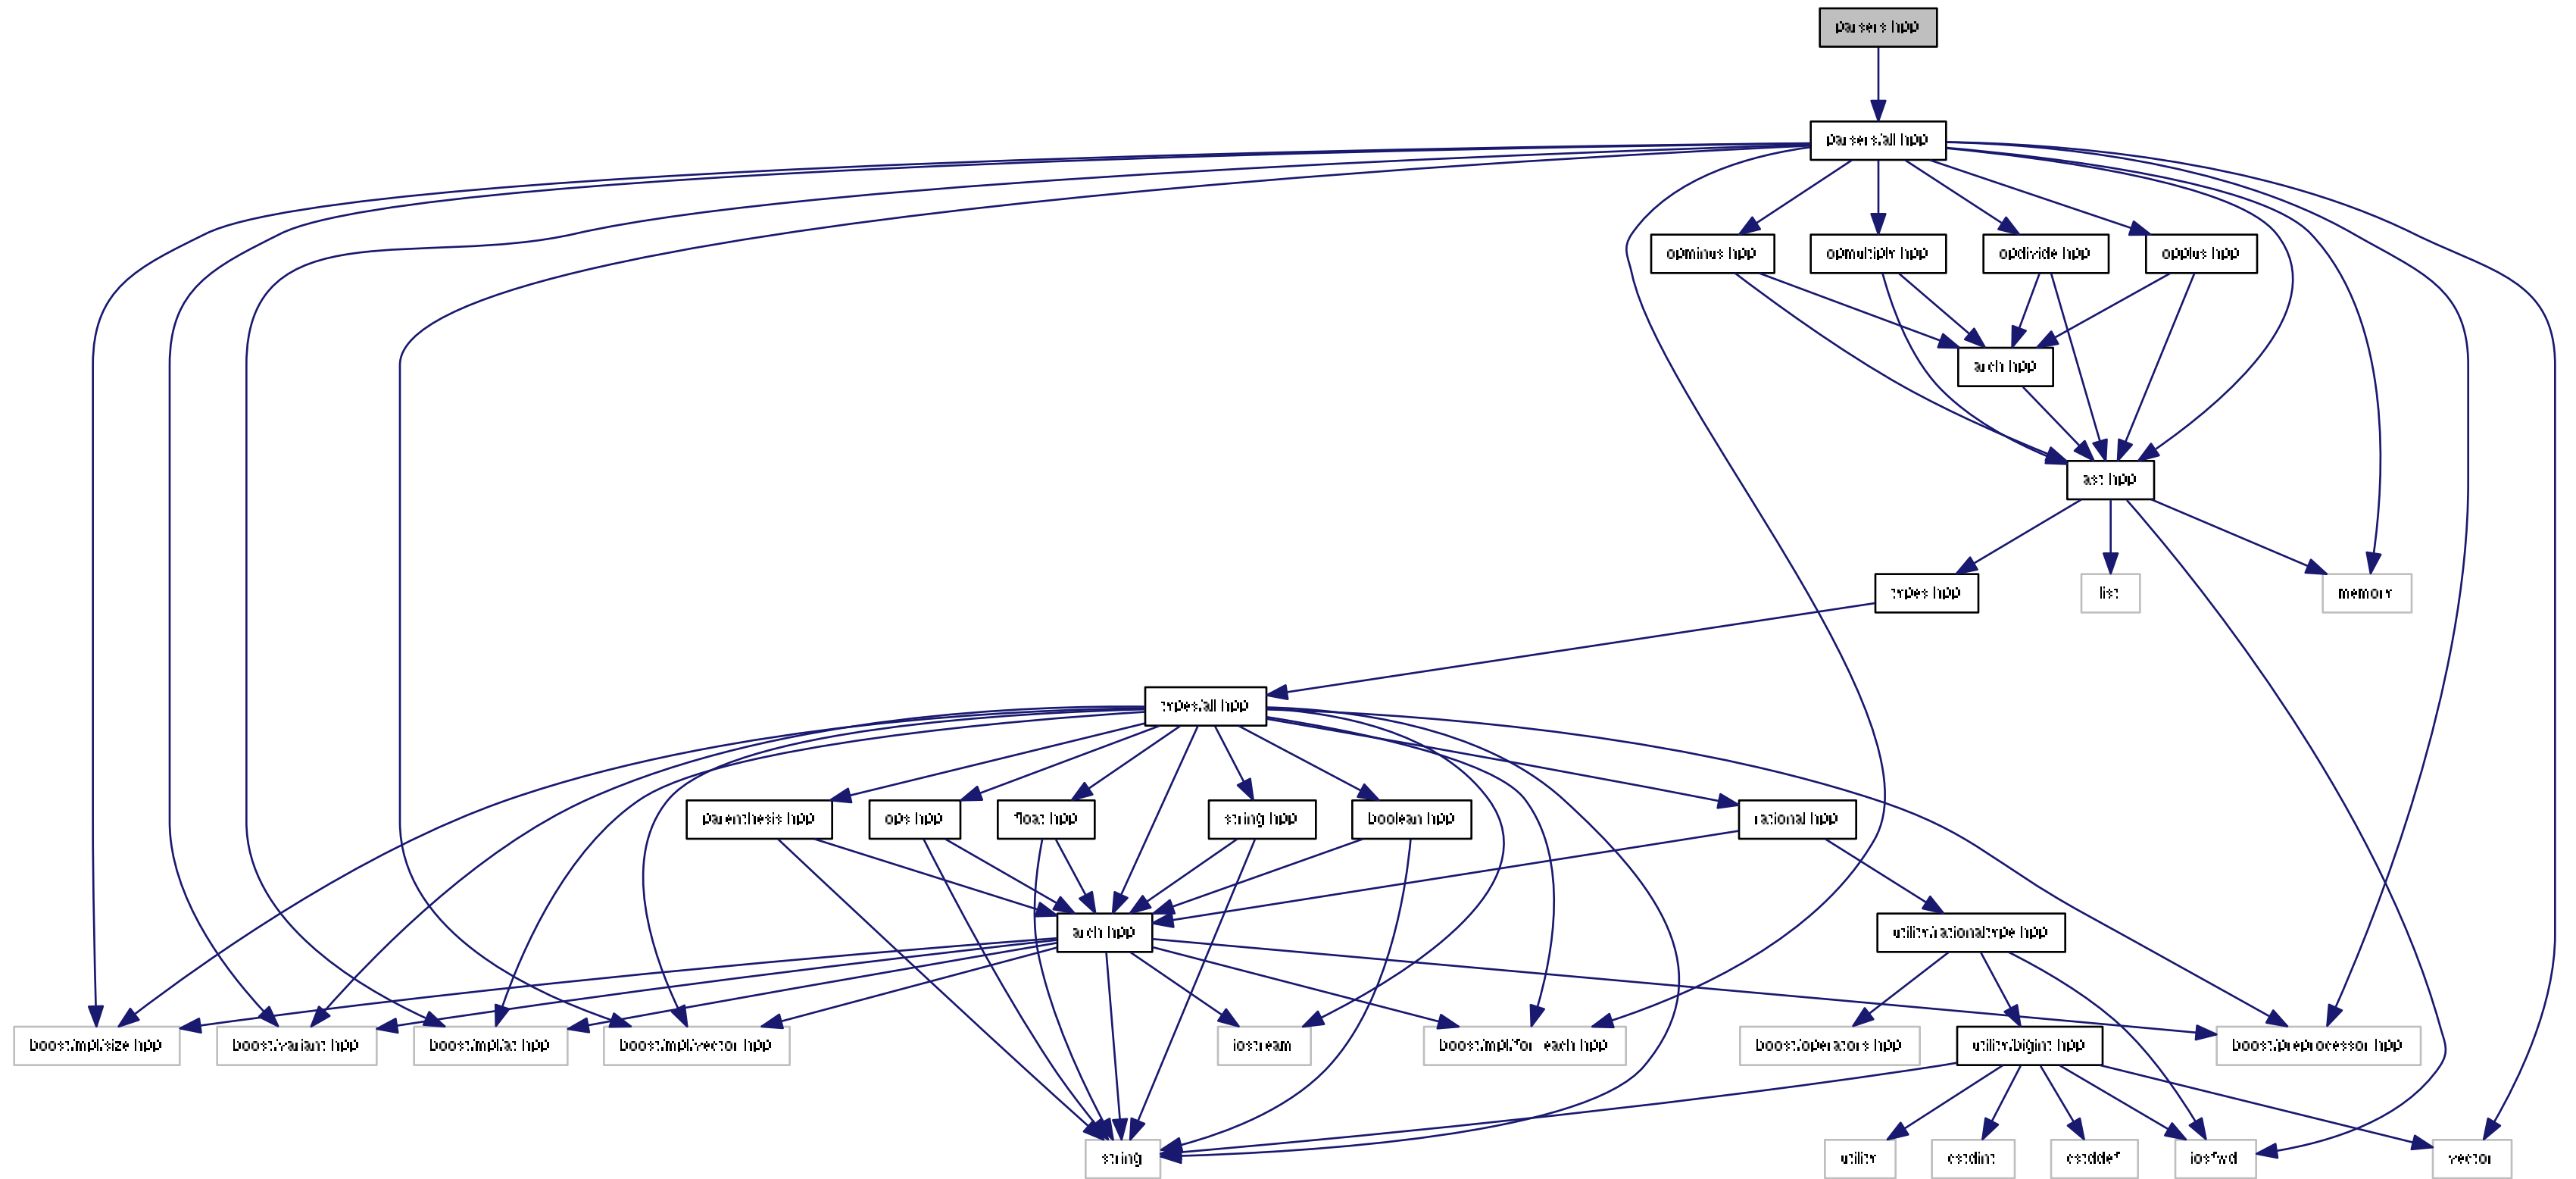 parsers.hpp
parsers/all.hpp
opminus.hpp
opmultiply.hpp
opdivide.hpp
opplus.hpp
arch.hpp
ast.hpp
types.hpp
list
memory
types/all.hpp
parenthesis.hpp
ops.hpp
float.hpp
string.hpp
boolean.hpp
rational.hpp
arch.hpp
utility/rationaltype.hpp
boost/mpl/size.hpp
boost/variant.hpp
boost/mpl/at.hpp
boost/mpl/vector.hpp
iostream
boost/mpl/for_each.hpp
boost/operators.hpp
utility/bigint.hpp
boost/preprocessor.hpp
string
utility
cstdint
cstddef
iosfwd
vector